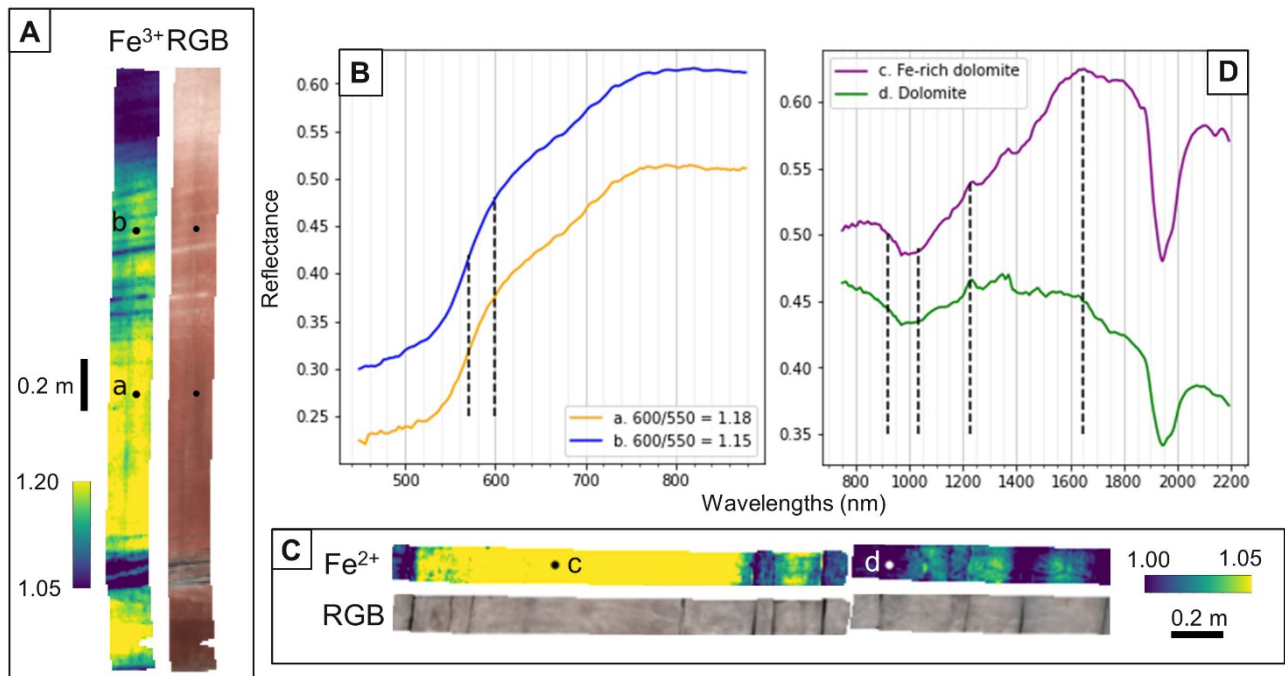 A
Fe³⁺ RGB
b
a
0.2 m
1.20
1.05
B
0.60
0.55
0.50
0.45
0.40
0.35
0.30
0.25
Reflectance
500 600 700 800
a. 600/550 = 1.18
b. 600/550 = 1.15
D
c. Fe-rich dolomite
d. Dolomite
0.60
0.55
0.50
0.45
0.40
0.35
800 1000 1200 1400 1600 1800 2000 2200
Wavelengths (nm)
C
Fe²⁺
c
d
RGB
1.00 1.05
0.2 m